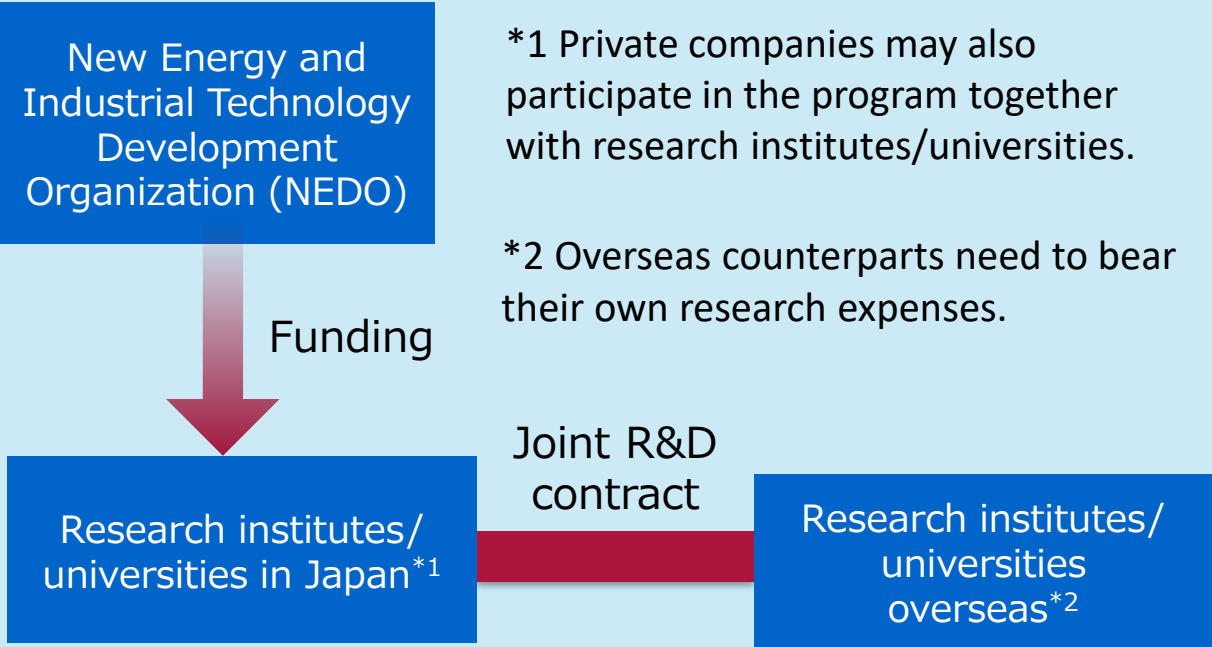 New Energy and
Industrial Technology
Development
Organization (NEDO)
*1 Private companies may also
participate in the program together
with research institutes/universities.
*2 Overseas counterparts need to bear
their own research expenses.
Funding
Joint R&D
contract
Research institutes/
universities in Japan*1
Research institutes/
universities
overseas*2